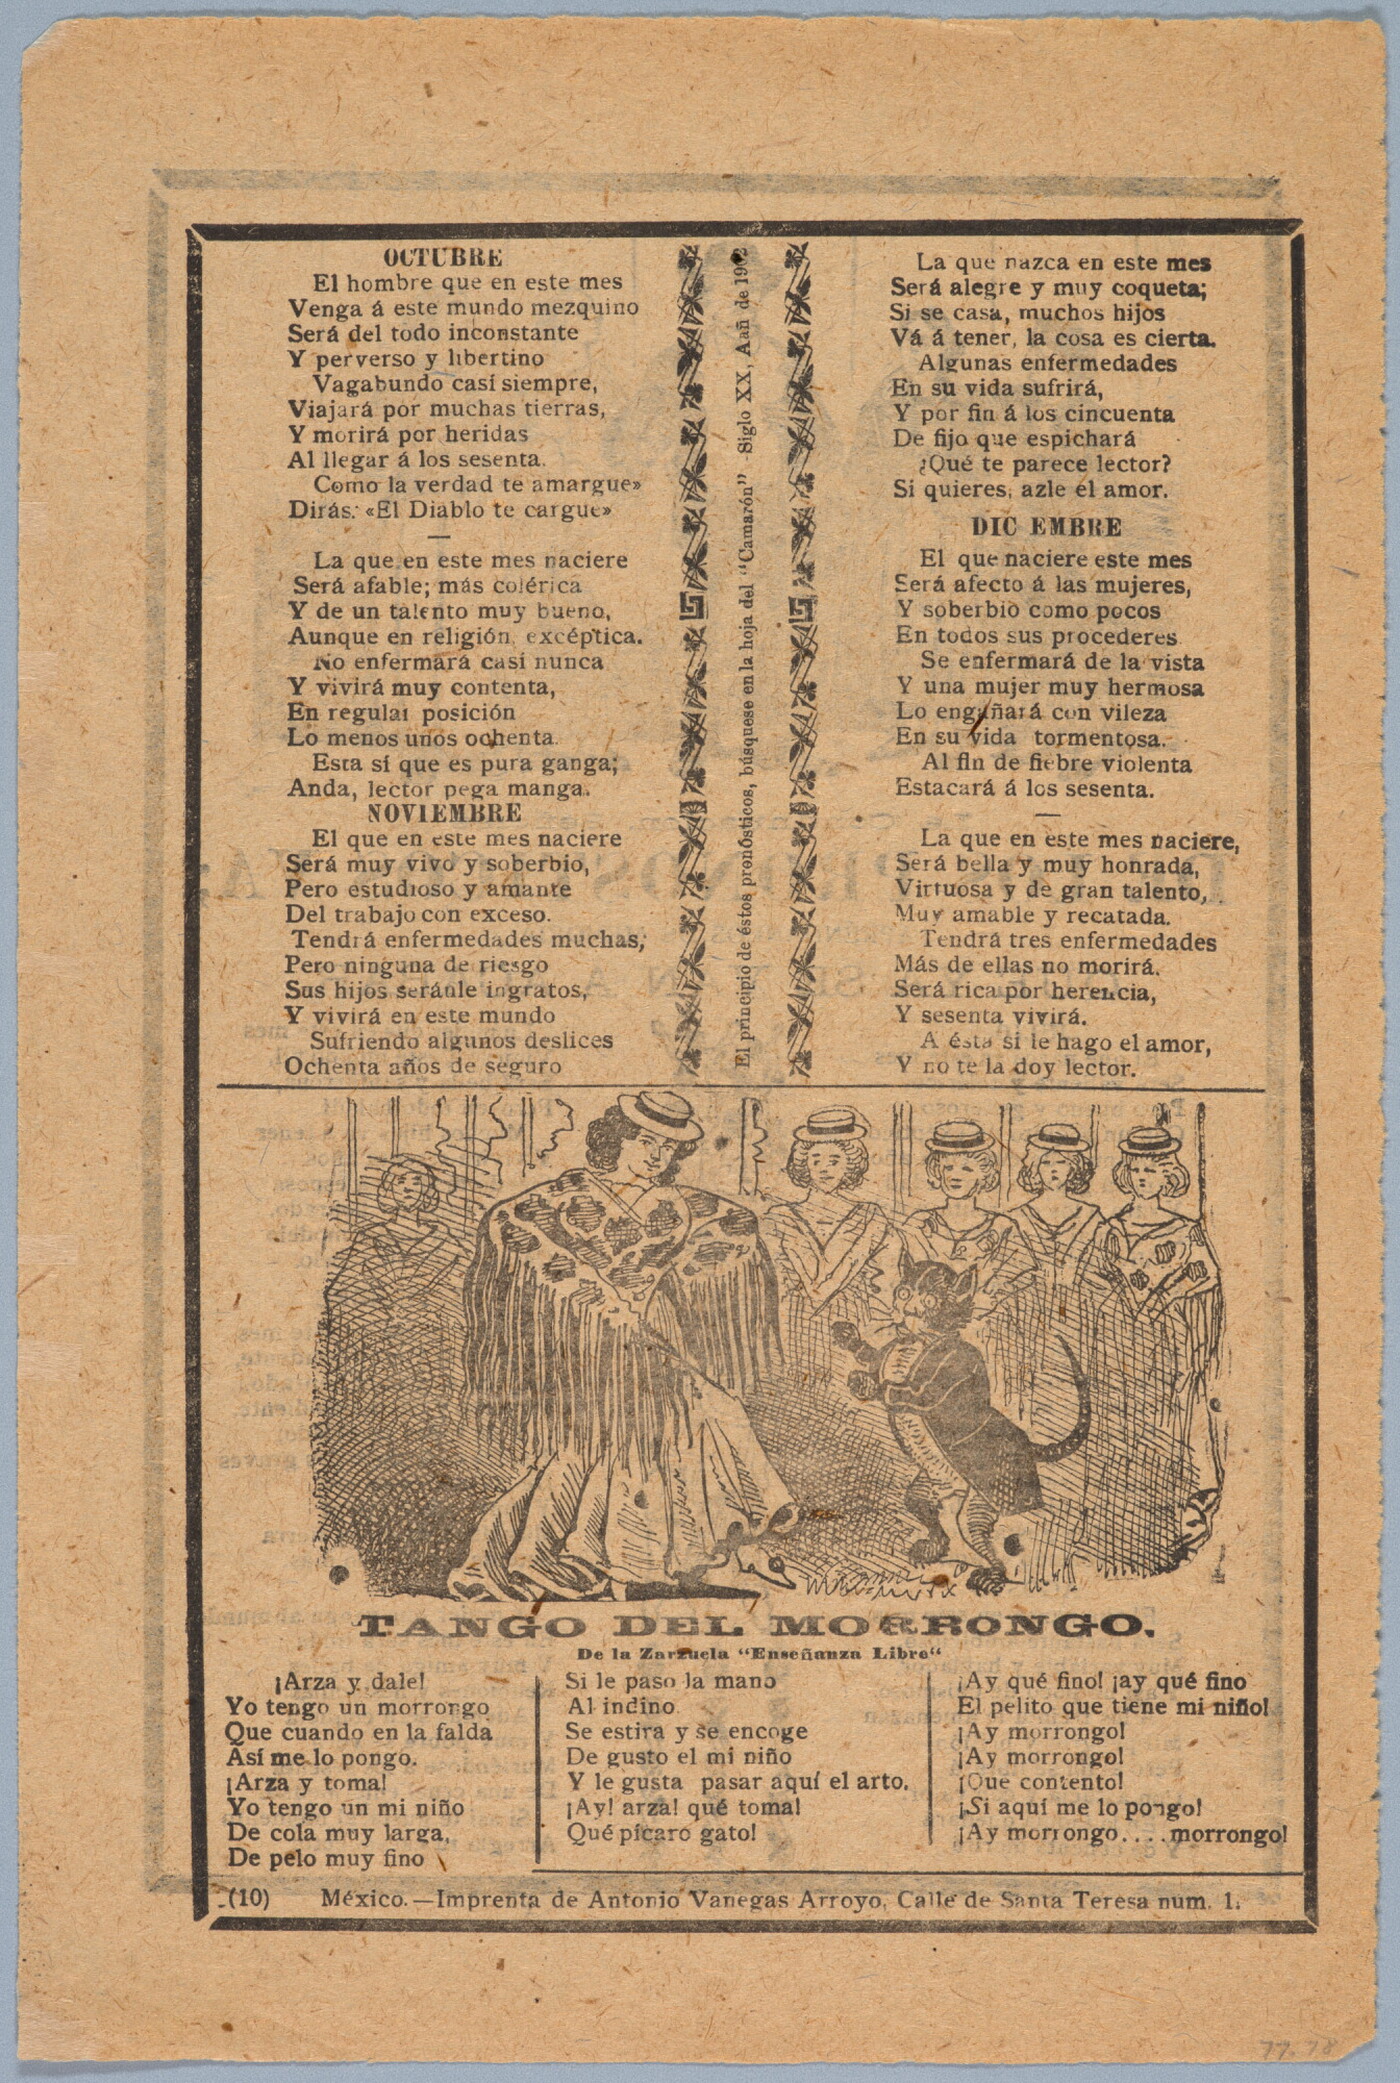 OCTUBRE
El hombre que en este mes
Venga á este mundo mezquino
Será del todo inconstante
Y perverso y libertino
Vagabundo casi siempre,
Viajará por muchas tierras,
Y morirá por heridas
Al llegar á los sesenta.
Como la verdad te amargue»
Dirás: «El Diablo te cargue»
La que en este mes naciere
Será afable; más colérica
Y de un talento muy bueno,
Aunque en religión, excéptica.
No enfermará casi nunca
Y vivirá muy contenta,
En regular posición
Lo menos unos ochenta.
Esta sí que es pura ganga;
Anda, lector pega manga.
NOVIEMBRE
El que en este mes naciere
Será muy vivo y soberbio,
Pero estudioso y amante
Del trabajo con exceso.
Tendrá enfermedades muchas,
Pero ninguna de riesgo
Sus hijos seránle ingratos,
Y vivirá en este mundo
Sufriendo algunos deslices
Ochenta años de seguro
El principio de éstos pronósticos, búsquese en la hoja del "Camarón" Siglo XX, Aañ de 1902
La que nazca en este mes
Será alegre y muy coqueta;
Si se casa, muchos hijos
Vá á tener, la cosa es cierta.
Algunas enfermedades
En su vida sufrirá,
Y por fin á los cincuenta
De fijo que espichará
¿Qué te parece lector?
Si quieres, azle el amor.
DIC EMBRE
El que naciere este mes
Será afecto á las mujeres,
Y soberbio como pocos
En todos sus procederes
Se enfermará de la vista
Y una mujer muy hermosa
Lo engañará con vileza
En su vida tormentosa.
Al fin de fiebre violenta
Estacará á los sesenta.
La que en este mes naciere,
Será bella y muy honrada,
Virtuosa y de gran talento,
Muy amable y recatada.
Tendrá tres enfermedades
Más de ellas no morirá.
Será rica por herencia,
Y sesenta vivirá.
A ésta si le hago el amor,
Y no te la doy lector.
TANGO DEL MORRONGO.
De la Zarzuela "Enseñanza Libre"
¡Arza y dale!
Yo tengo un morrongo
Que cuando en la falda
Así me lo pongo.
¡Arza y toma!
Yo tengo un mi niño
De cola muy larga,
De pelo muy fino
Si le paso la mano
Al indino
Se estira y se encoge
De gusto el mi niño
Y le gusta pasar aquí el arto.
¡Ay! arza! qué toma!
Qué pícaro gato!
¡Ay qué fino! ¡ay qué fino
El pelito que tiene mi niño!
¡Ay morrongo!
¡Ay morrongo!
¡Que contento!
¡Si aquí me lo pongo!
¡Ay morrongo....morrongo!
(10) México.—Imprenta de Antonio Vanegas Arroyo, Calle de Santa Teresa num. 1.
77.78